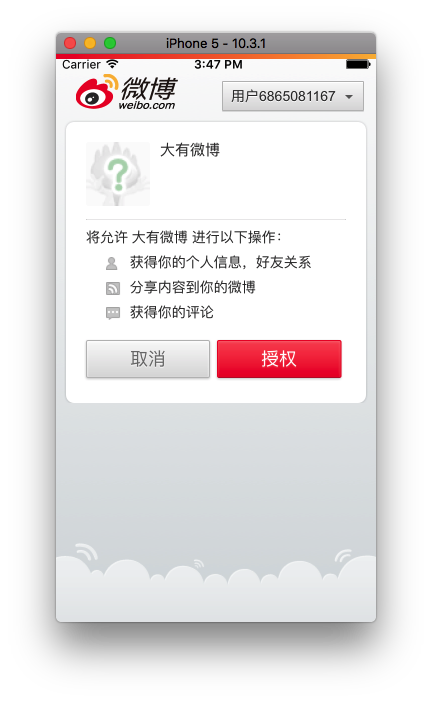 iPhone 5 - 10.3.1
Carrier 3:47 PM
微博
weibo.com
用户6865081167
大有微博
将允许 大有微博 进行以下操作:
获得你的个人信息，好友关系
分享内容到你的微博
获得你的评论
取消 授权